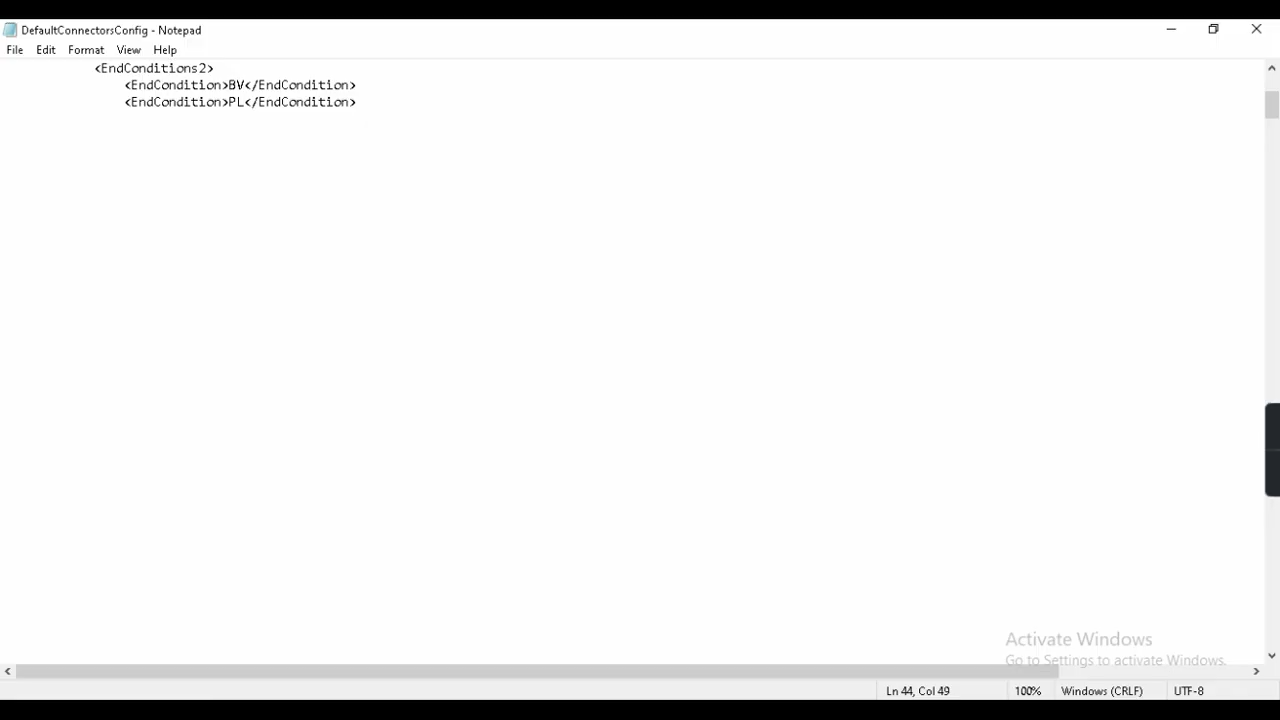 DefaultConnectorsConfig - Notepad
File Edit Format View Help
<EndConditions2>
<EndCondition>BV</EndCondition>
<EndCondition>PL</EndCondition>
Activate Windows
Go to Settings to activate Windows.
Ln 44, Col 49 100% Windows (CRLF) UTF-8